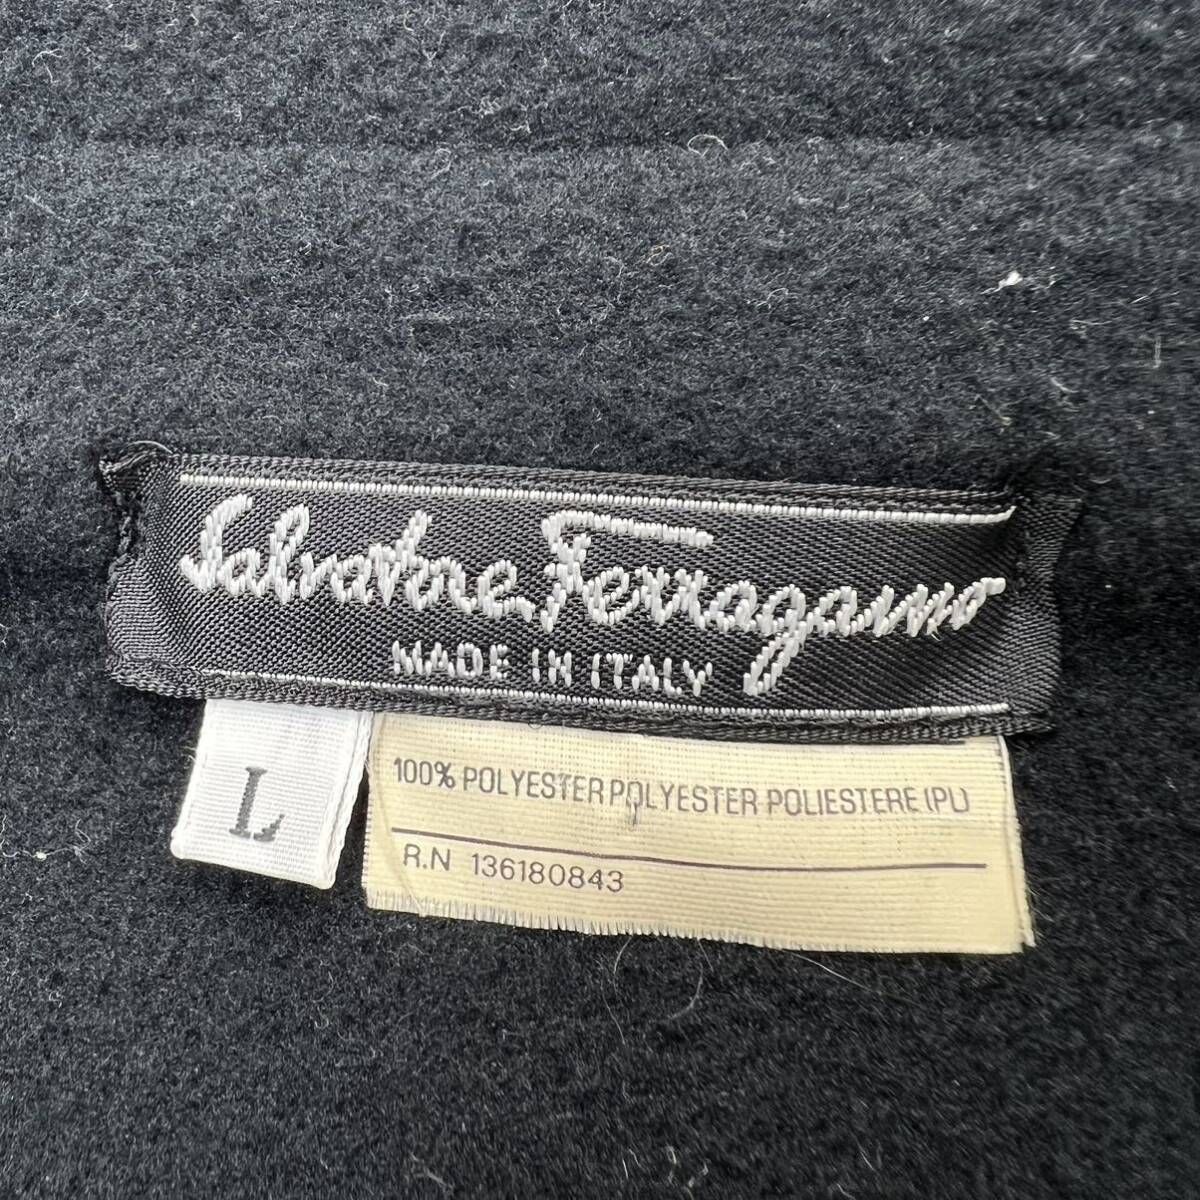 Salvatore Ferragamo
MADE IN ITALY
L
100% POLYESTER POLYESTER POLIESTERE (PL)
R.N 136180843